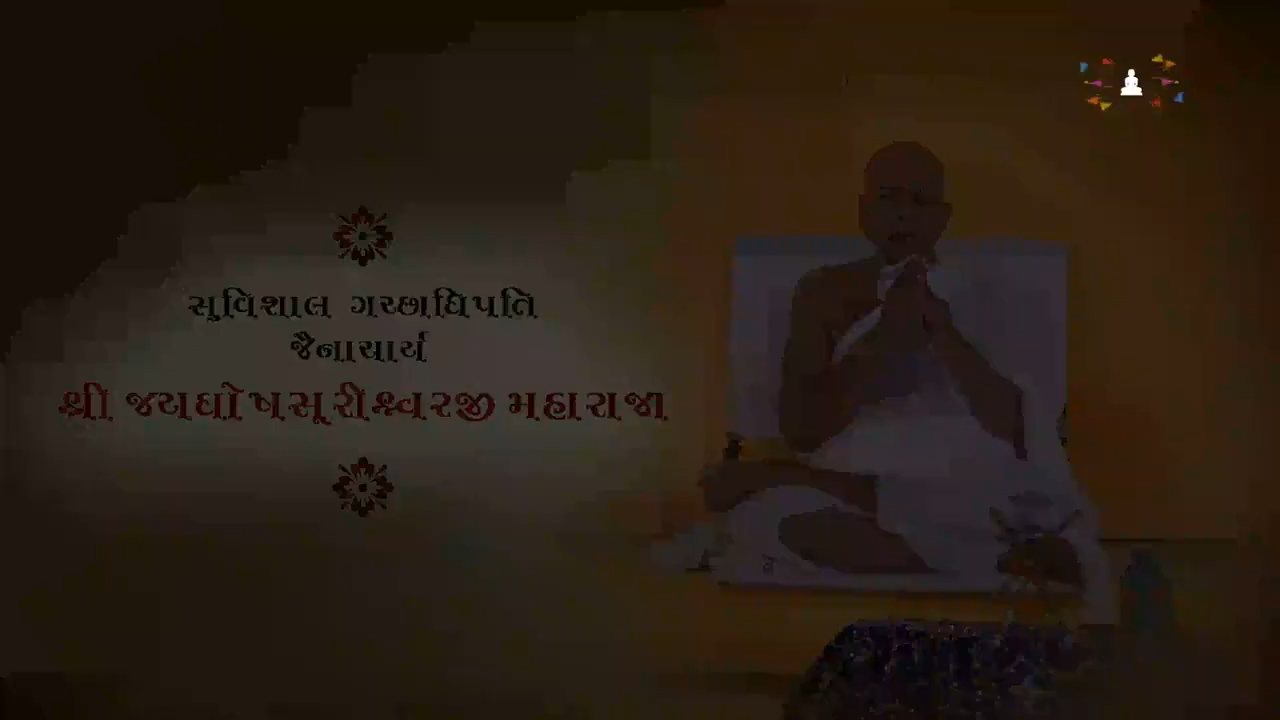 સુવિશાલ ગચ્છાધિપતિ
જૈનાચાર્ય
શ્રી જયઘોષસૂરીશ્વરજી મહારાજા